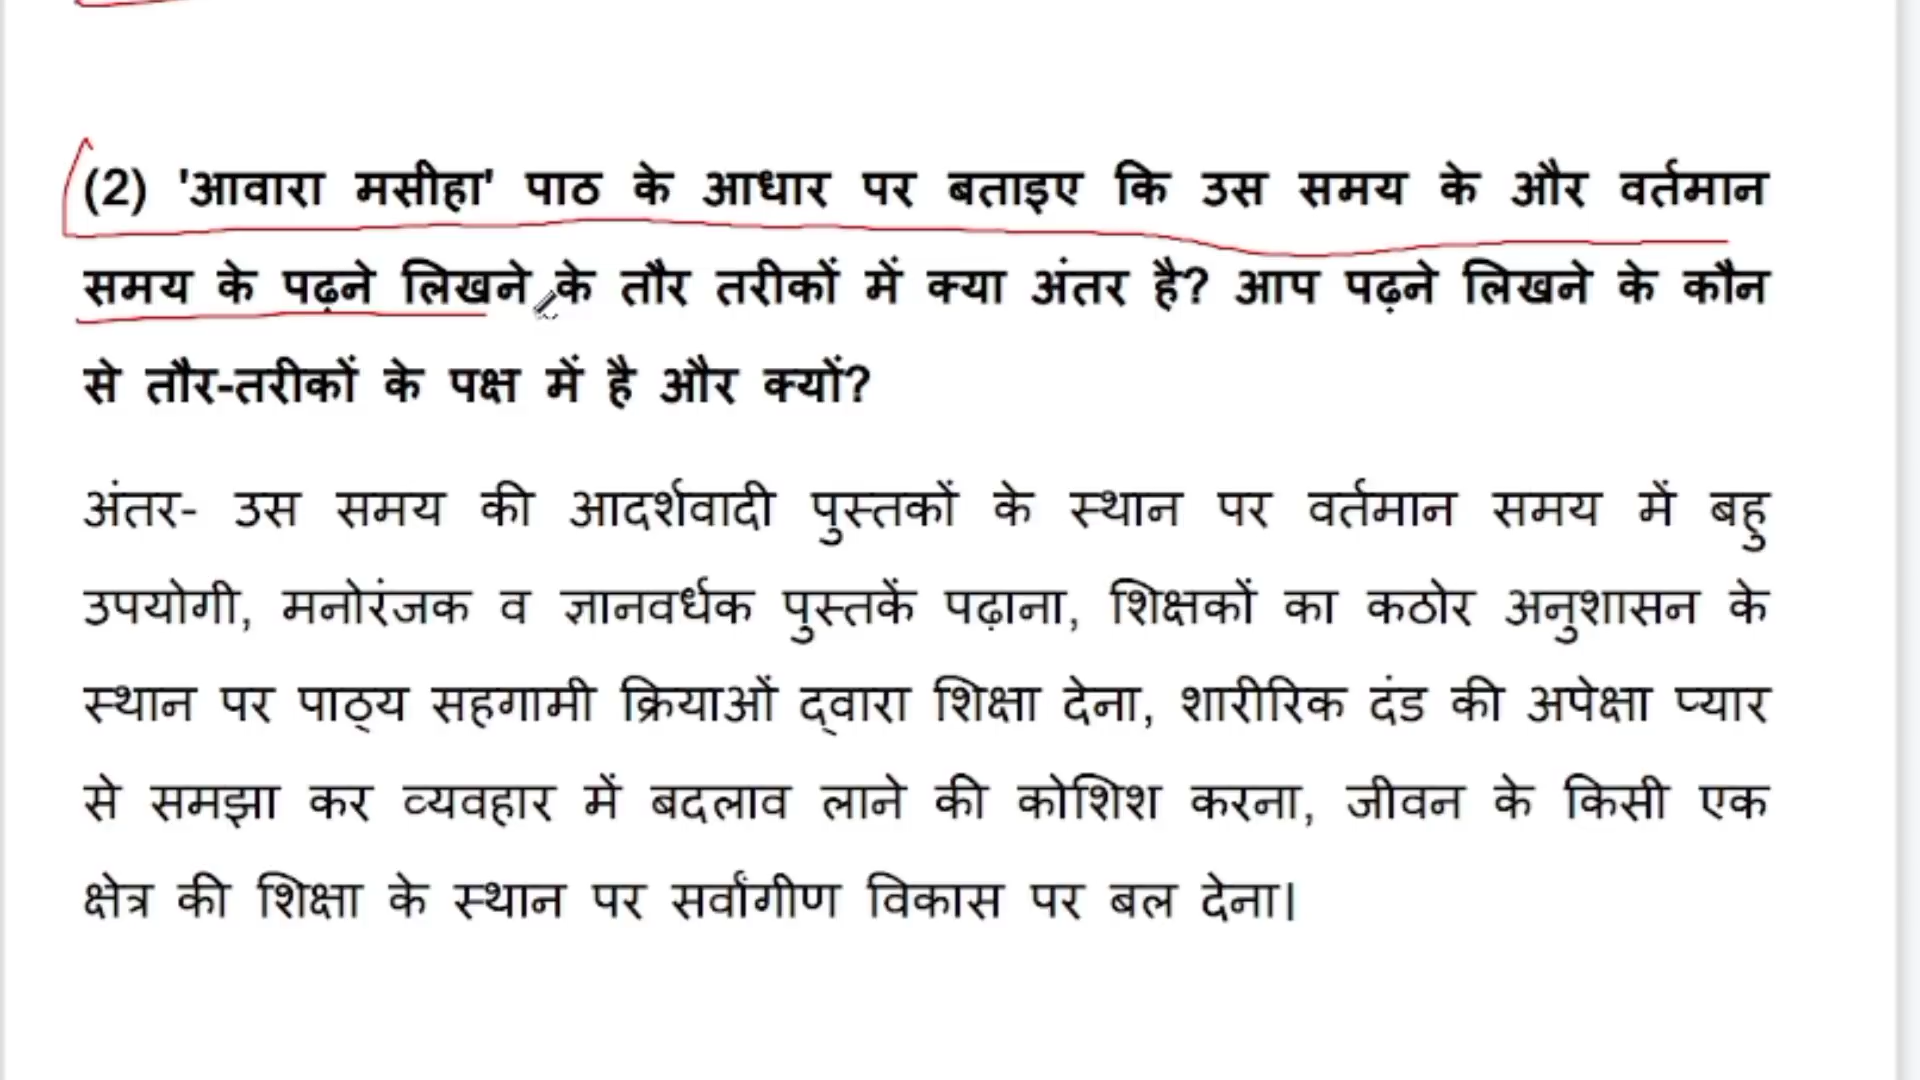 (2) 'आवारा मसीहा' पाठ के आधार पर बताइए कि उस समय के और वर्तमान
समय के पढ़ने लिखने के तौर तरीकों में क्या अंतर है? आप पढ़ने लिखने के कौन
से तौर-तरीकों के पक्ष में है और क्यों?
अंतर- उस समय की आदर्शवादी पुस्तकों के स्थान पर वर्तमान समय में बहु
उपयोगी, मनोरंजक व ज्ञानवर्धक पुस्तकें पढ़ाना, शिक्षकों का कठोर अनुशासन के
स्थान पर पाठ्य सहगामी क्रियाओं द्वारा शिक्षा देना, शारीरिक दंड की अपेक्षा प्यार
से समझा कर व्यवहार में बदलाव लाने की कोशिश करना, जीवन के किसी एक
क्षेत्र की शिक्षा के स्थान पर सर्वांगीण विकास पर बल देना।